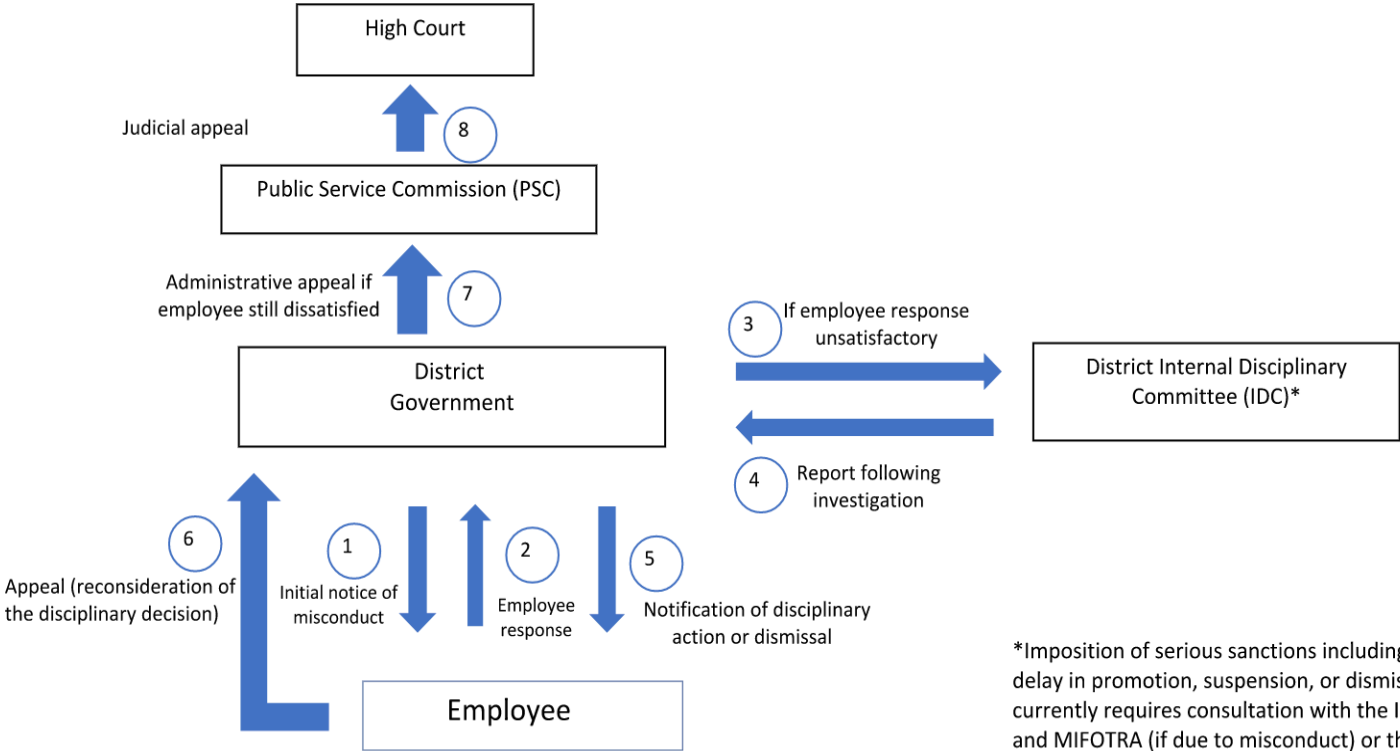 High Court
Judicial appeal
8
Public Service Commission (PSC)
Administrative appeal if
employee still dissatisfied
7
3
If employee response
unsatisfactory
District
Government
District Internal Disciplinary
Committee (IDC)*
4
Report following
investigation
6
Appeal (reconsideration of
the disciplinary decision)
1
Initial notice of
misconduct
2
Employee
response
5
Notification of disciplinary
action or dismissal
Employee
*Imposition of serious sanctions including
delay in promotion, suspension, or
currently requires consultation with the
and MIFOTRA (if due to misconduct) or